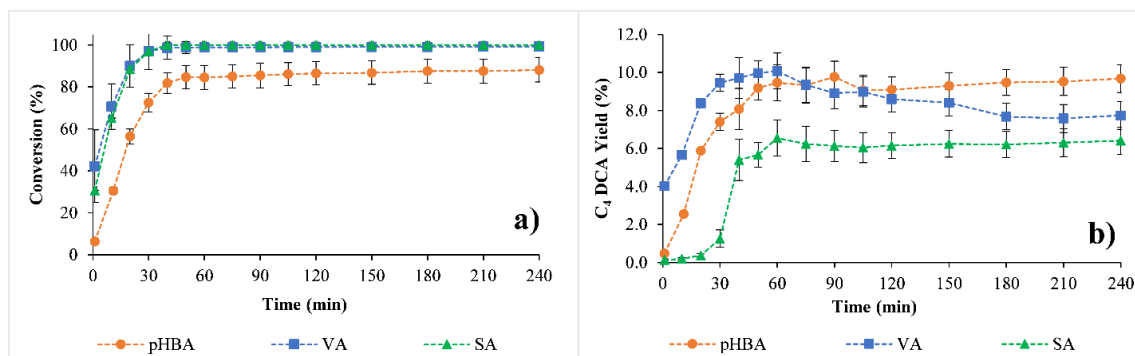 100
80
60
40
20
0
Conversion (%)
0 30 60 90 120 150 180 210 240
Time (min)
a)
pHBA VA SA
12.0
10.0
8.0
6.0
4.0
2.0
0.0
C₄ DCA Yield (%)
0 30 60 90 120 150 180 210 240
Time (min)
b)
pHBA VA SA